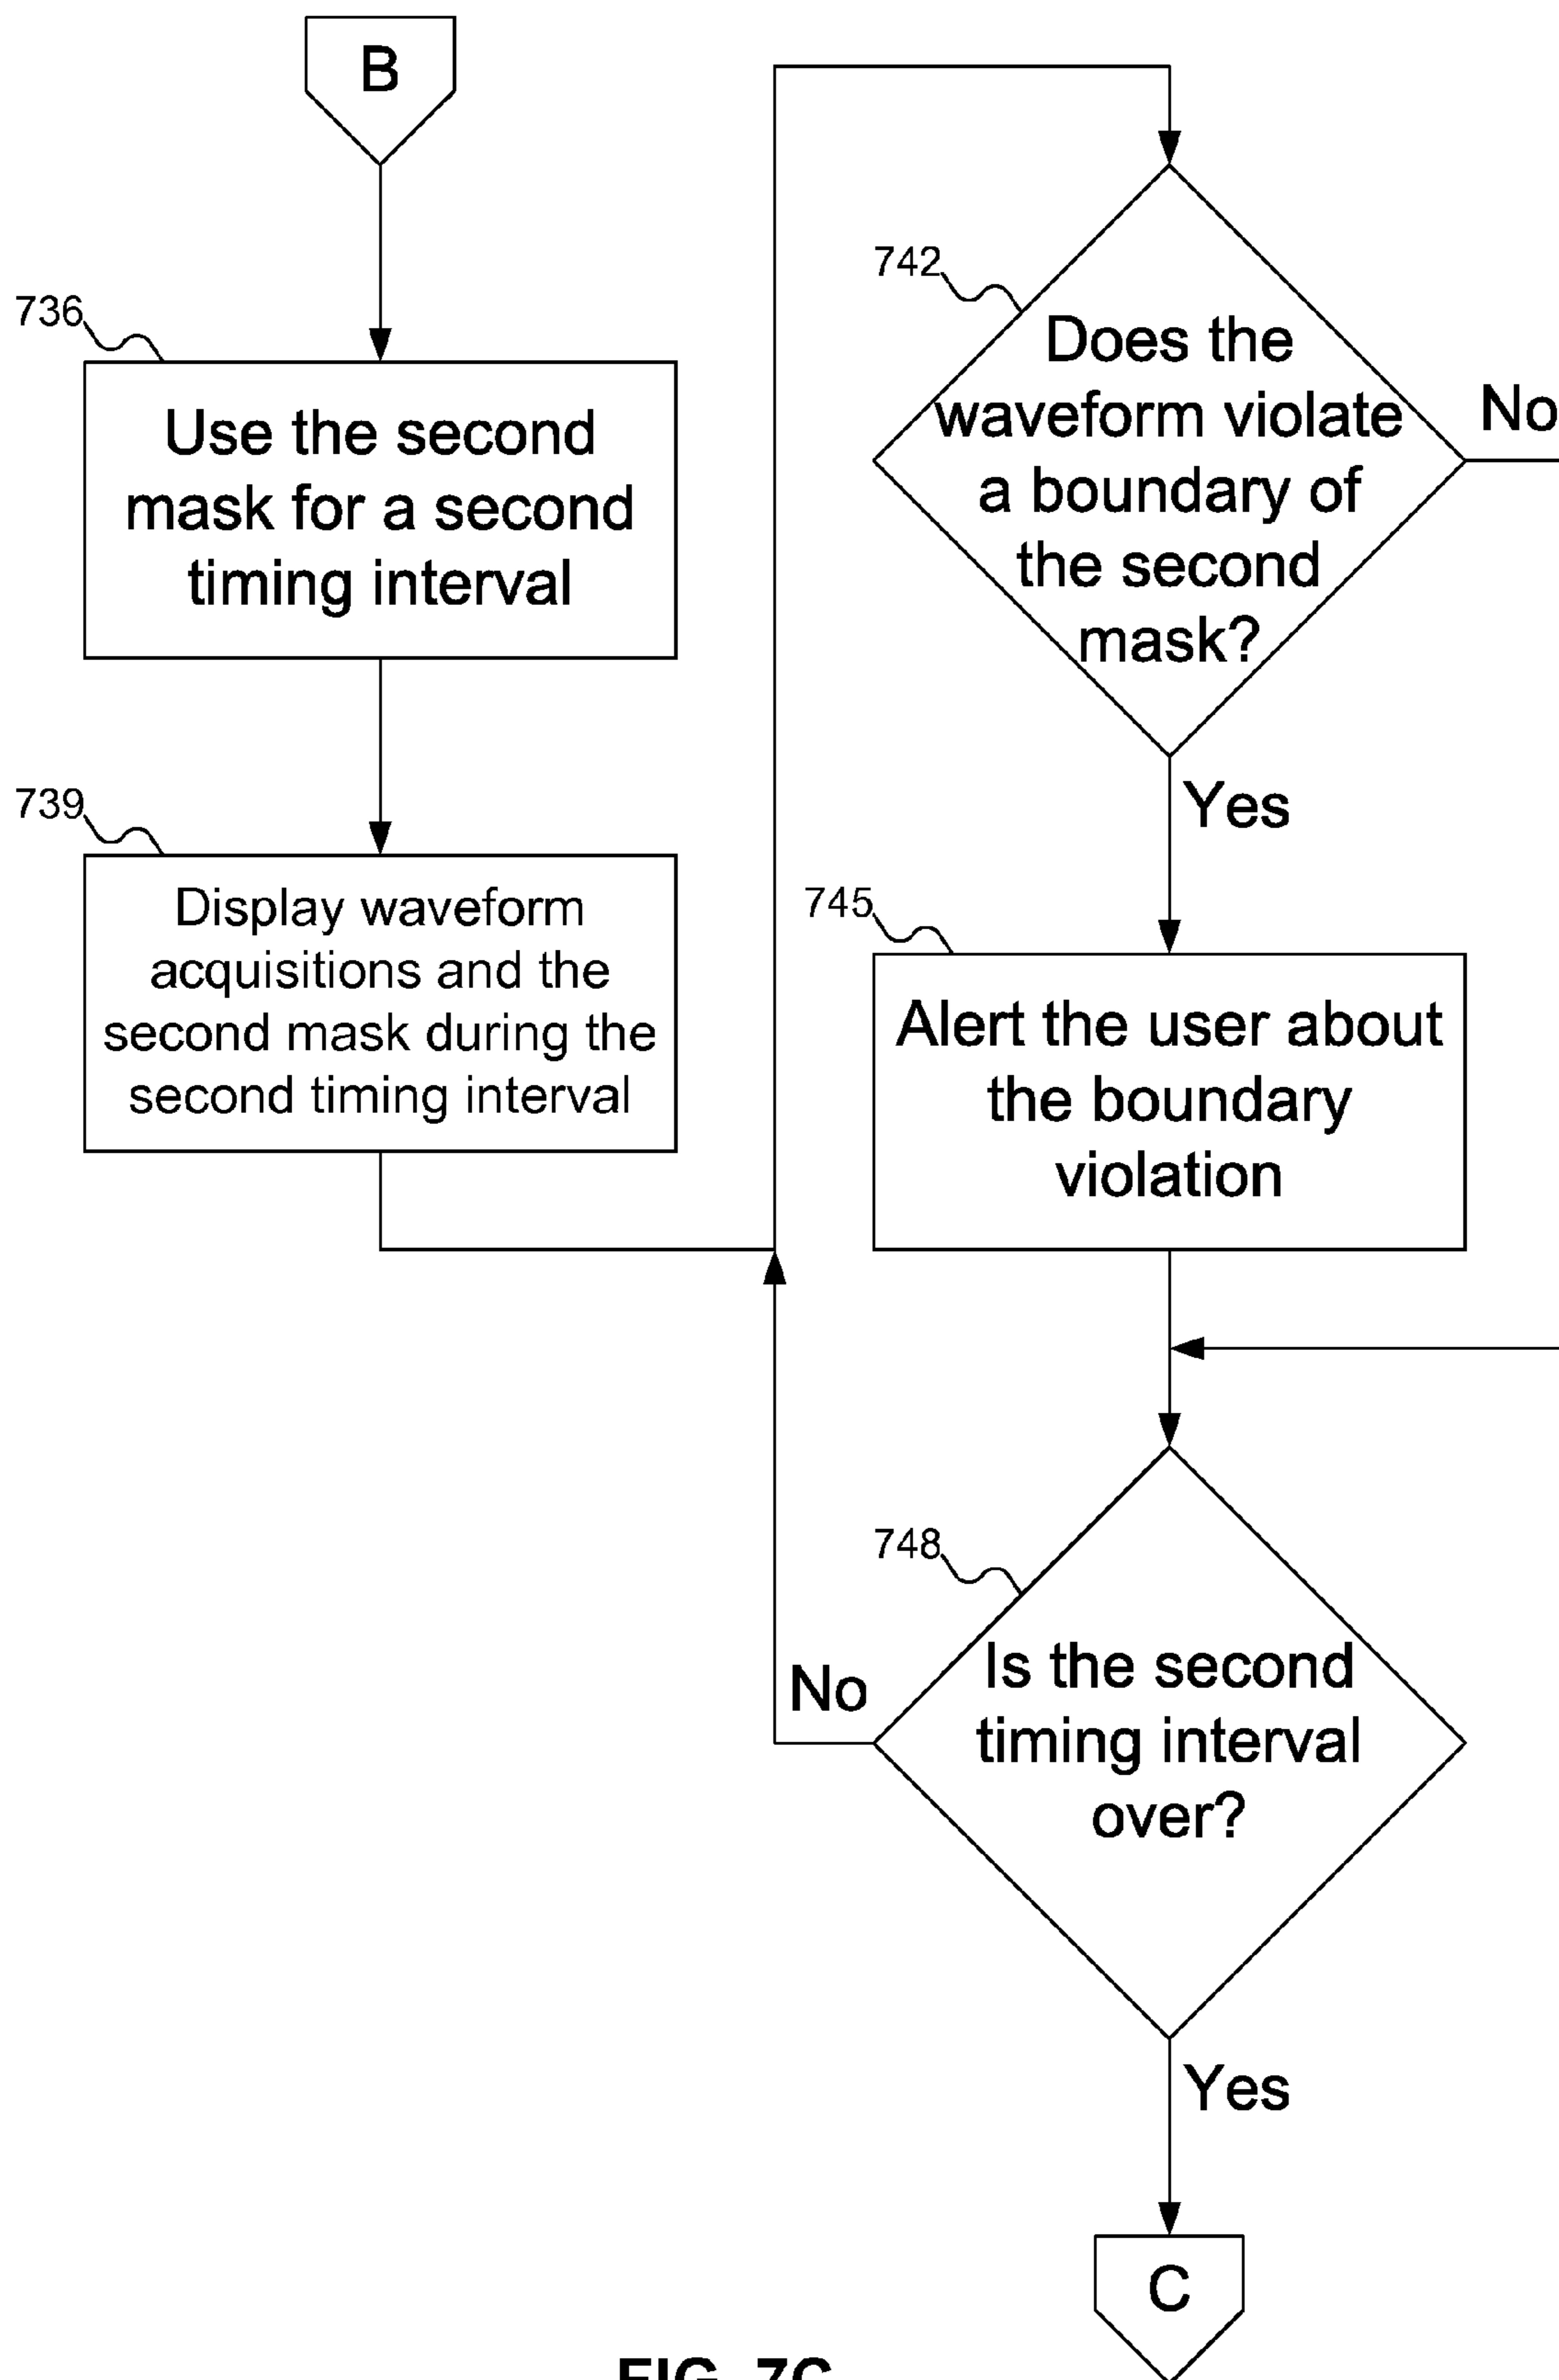 B
736
Use the second
mask for a second
timing interval
739
Display waveform
acquisitions and the
second mask during the
second timing interval
742
Does the
waveform violate
a boundary of
the second
mask?
No
Yes
745
Alert the user about
the boundary
violation
748
Is the second
timing interval
over?
No
Yes
C
FIG. 7C